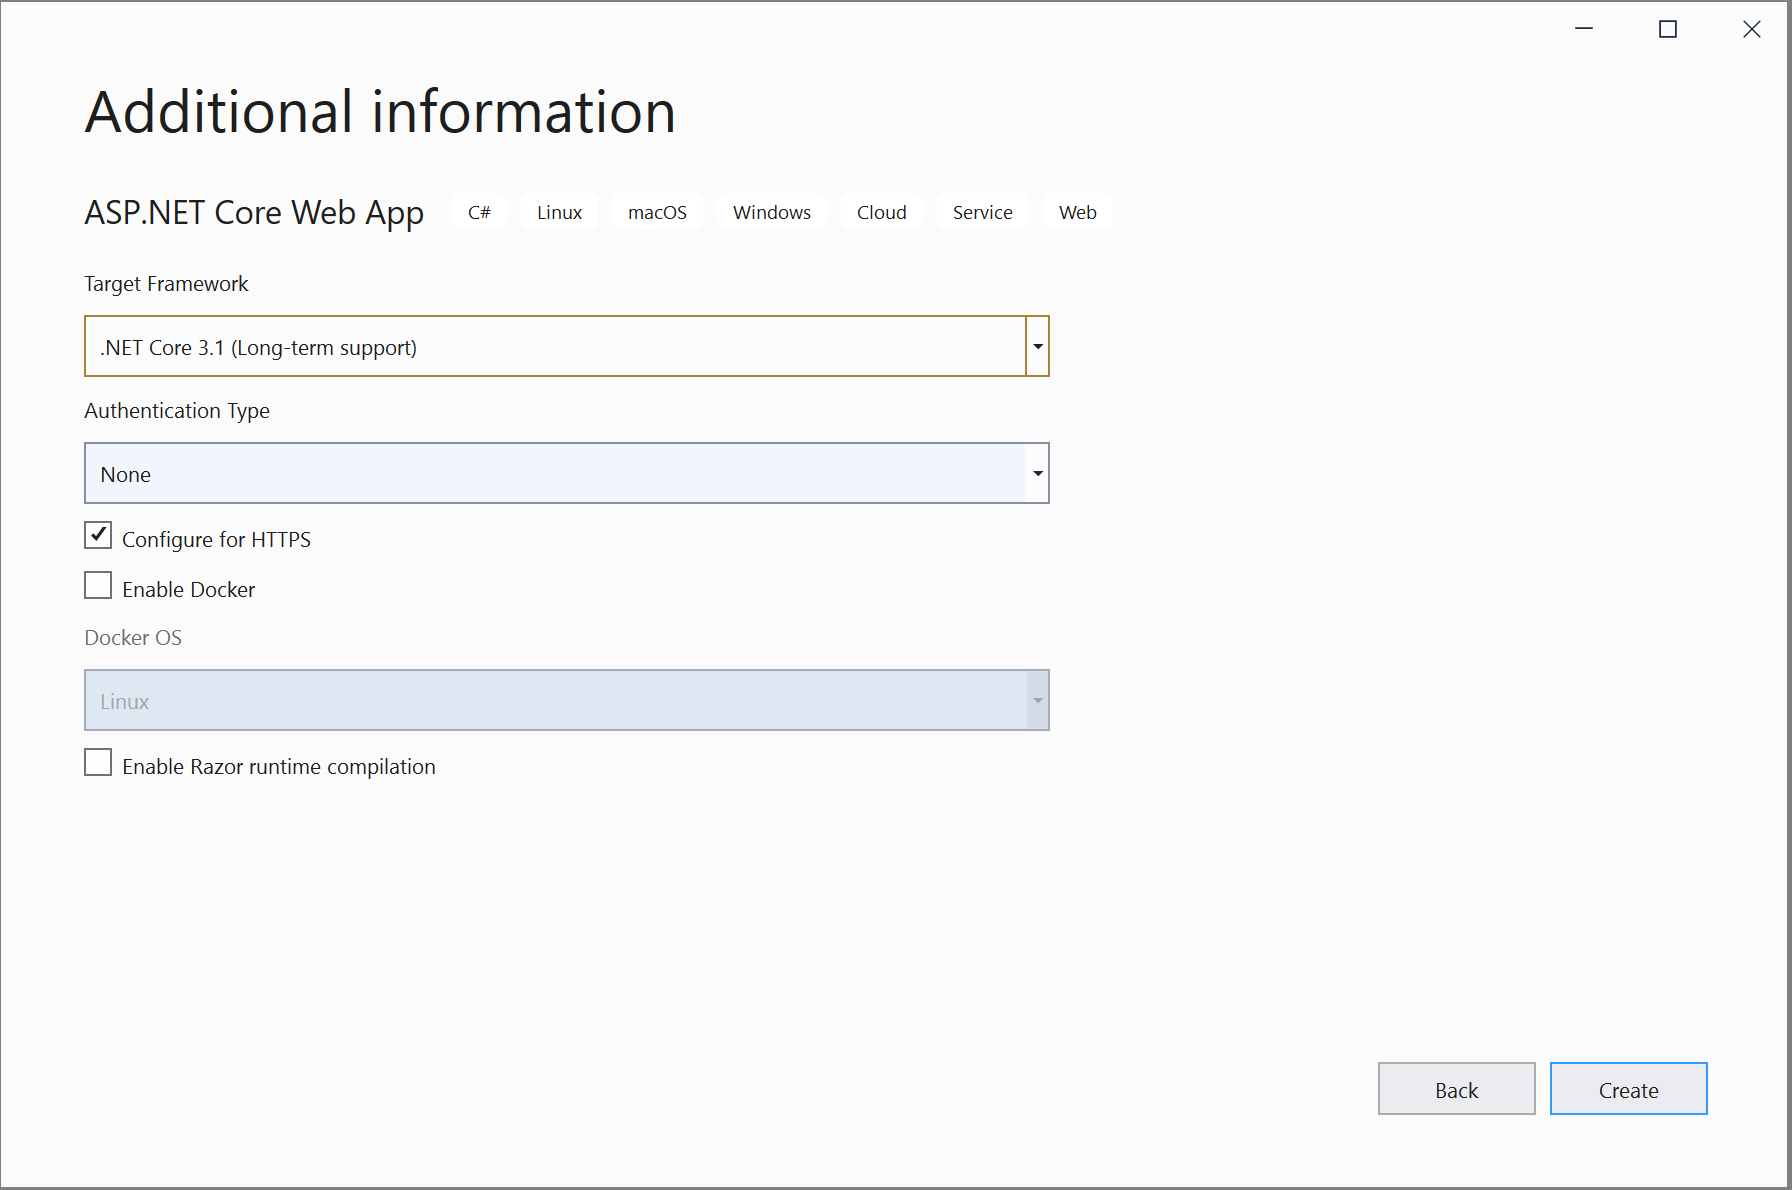 Additional information
ASP.NET Core Web App C# Linux macOS Windows Cloud Service Web
Target Framework
.NET Core 3.1 (Long-term support)
Authentication Type
None
Configure for HTTPS
Enable Docker
Docker OS
Linux
Enable Razor runtime compilation
Back Create